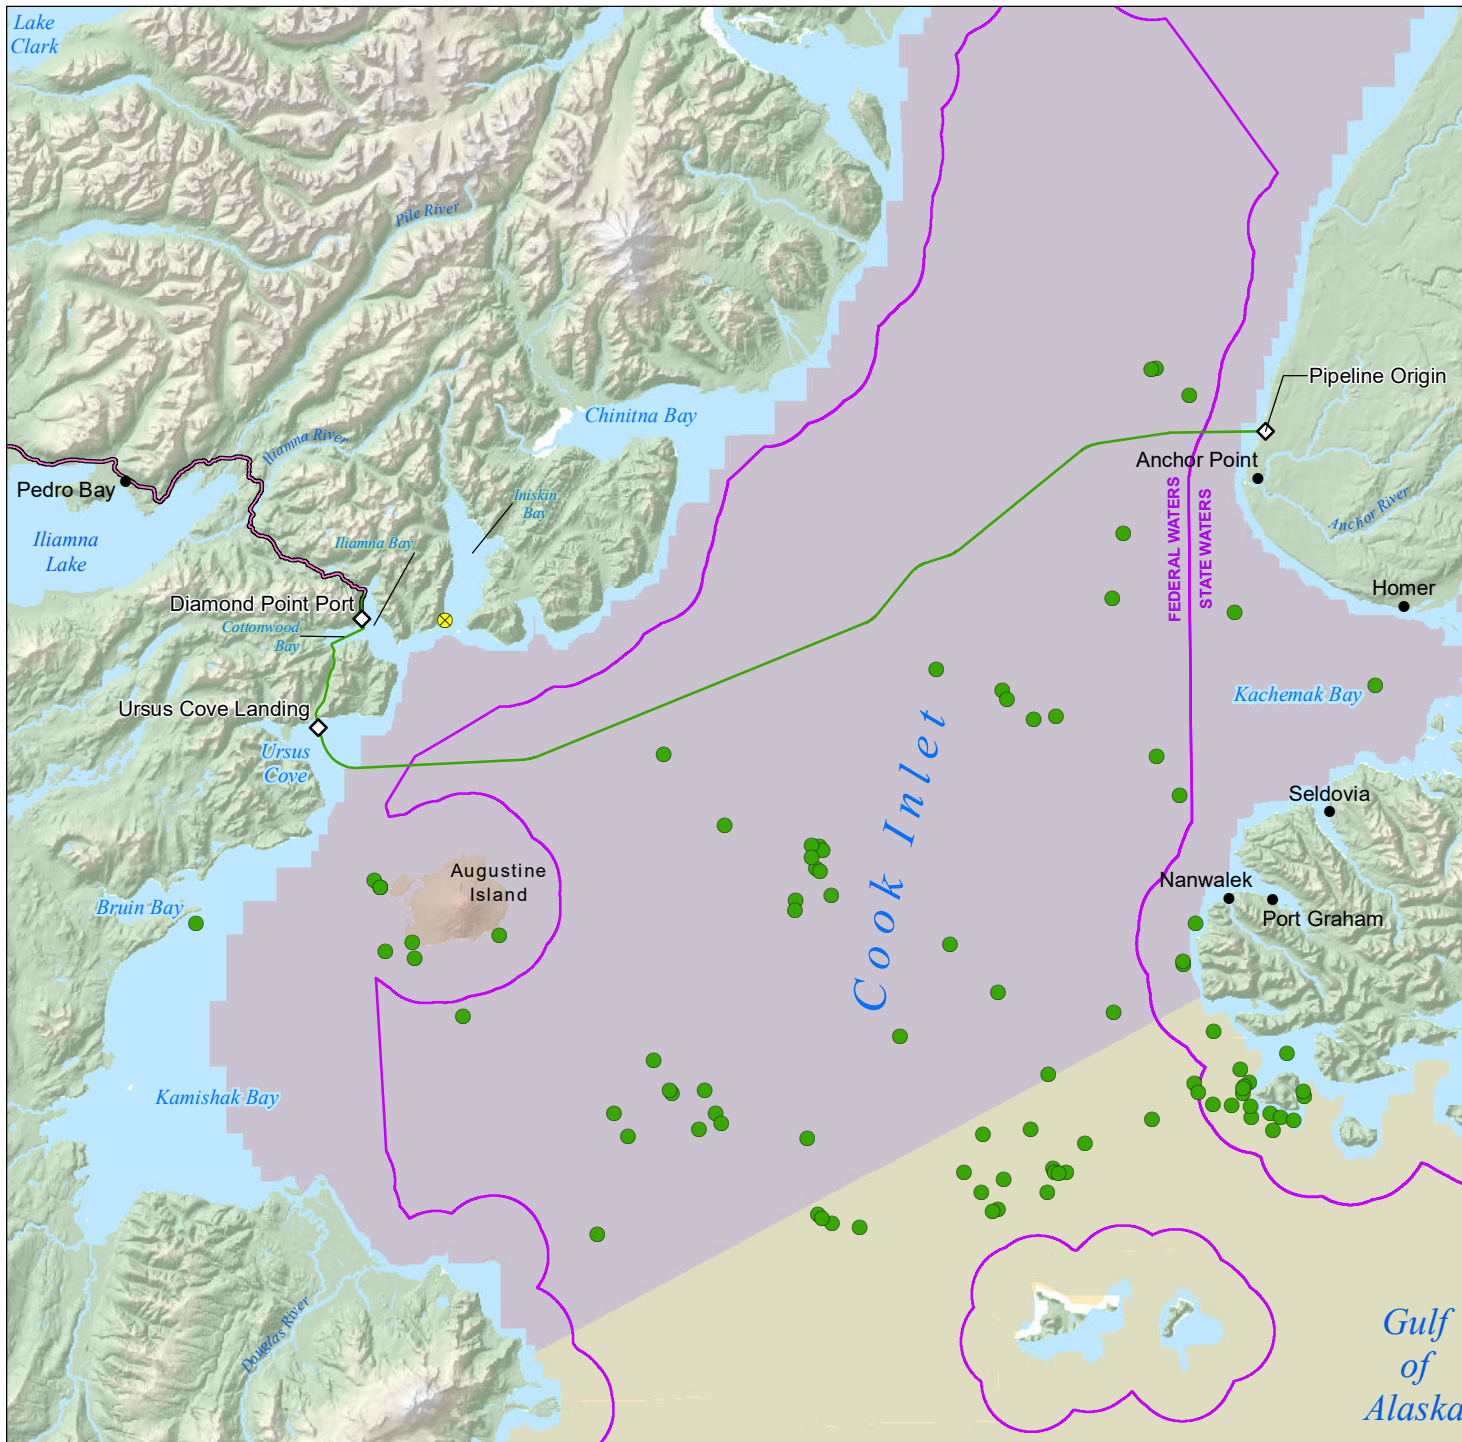 Lake
Clark
Pile River
Chinitna Bay
Pipeline Origin
Anchor Point
Iliamna River
Pedro Bay
Iniskin
Bay
Anchor River
FEDERAL WATERS
STATE WATERS
Iliamna
Lake
Iliamna Bay
Homer
Diamond Point Port
Cottonwood
Bay
Kachemak Bay
Ursus Cove Landing
Ursus
Cove
Cook Inlet
Seldovia
Augustine
Island
Nanwalek
Bruin Bay
Port Graham
Kamishak Bay
Douglas River
Gulf
of
Alaska